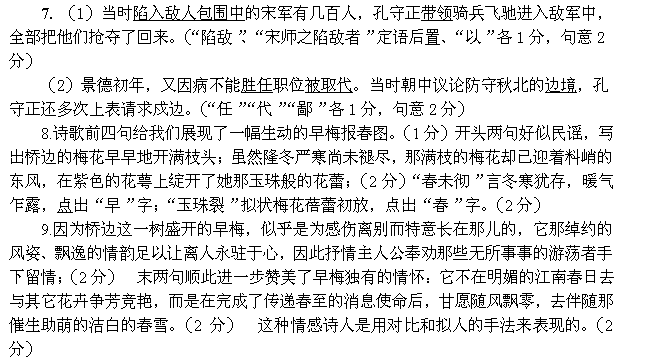 7. （1）当时陷入敌人包围中的宋军有几百人，孔守正带领骑兵飞驰进入敌军中，
全部把他们抢夺了回来。（“陷敌”、“宋师之陷敌者”定语后置、“以”各1分，句意2
分）
（2）景德初年，又因病不能胜任职位被取代。当时朝中议论防守秋北的边境，孔
守正还多次上表请求戍边。（“任”“代”“鄙”各1分，句意2分）
8.诗歌前四句给我们展现了一幅生动的早梅报春图。（1分）开头两句好似民谣，写
出桥边的梅花早早地开满枝头；虽然隆冬严寒尚未褪尽，那满枝的梅花却已迎着料峭的
东风，在紫色的花萼上绽开了她那玉珠般的花蕾；（2分）“春未彻”言冬寒犹存，暖气
乍露，点出“早”字；“玉珠裂”拟状梅花蓓蕾初放，点出“春”字。（2分）
9.因为桥边这一树盛开的早梅，似乎是为感伤离别而特意长在那儿的，它那绰约的
风姿、飘逸的情韵足以让离人永驻于心，因此抒情主人公奉劝那些无所事事的游荡者手
下留情；（2分） 末两句顺此进一步赞美了早梅独有的情怀：它不在明媚的江南春日去
与其它花卉争芳竞艳，而是在完成了传递春至的消息使命后，甘愿随风飘零，去伴随那
催生助萌的洁白的春雪。（2 分） 这种情感诗人是用对比和拟人的手法来表现的。（2
分）